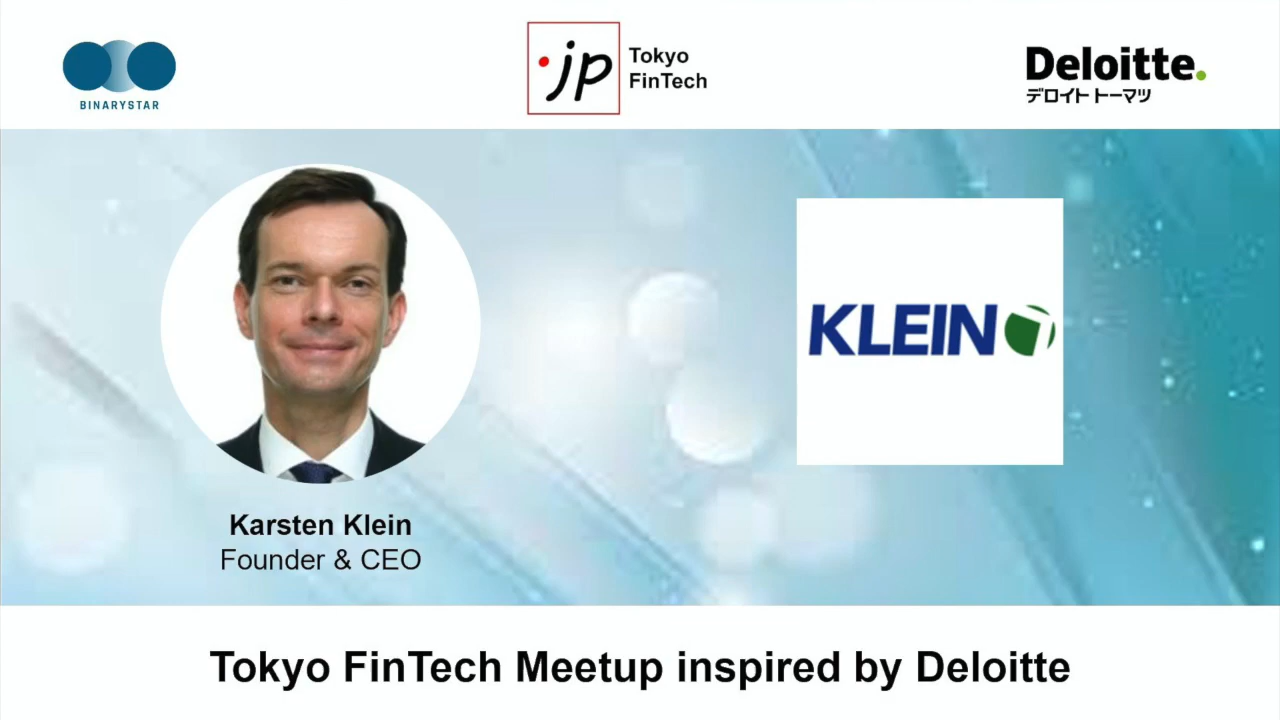 BINARYSTAR
.jp
Tokyo
FinTech
Deloitte.
デロイト トーマツ
KLEIN
Karsten Klein
Founder & CEO
Tokyo FinTech Meetup inspired by Deloitte